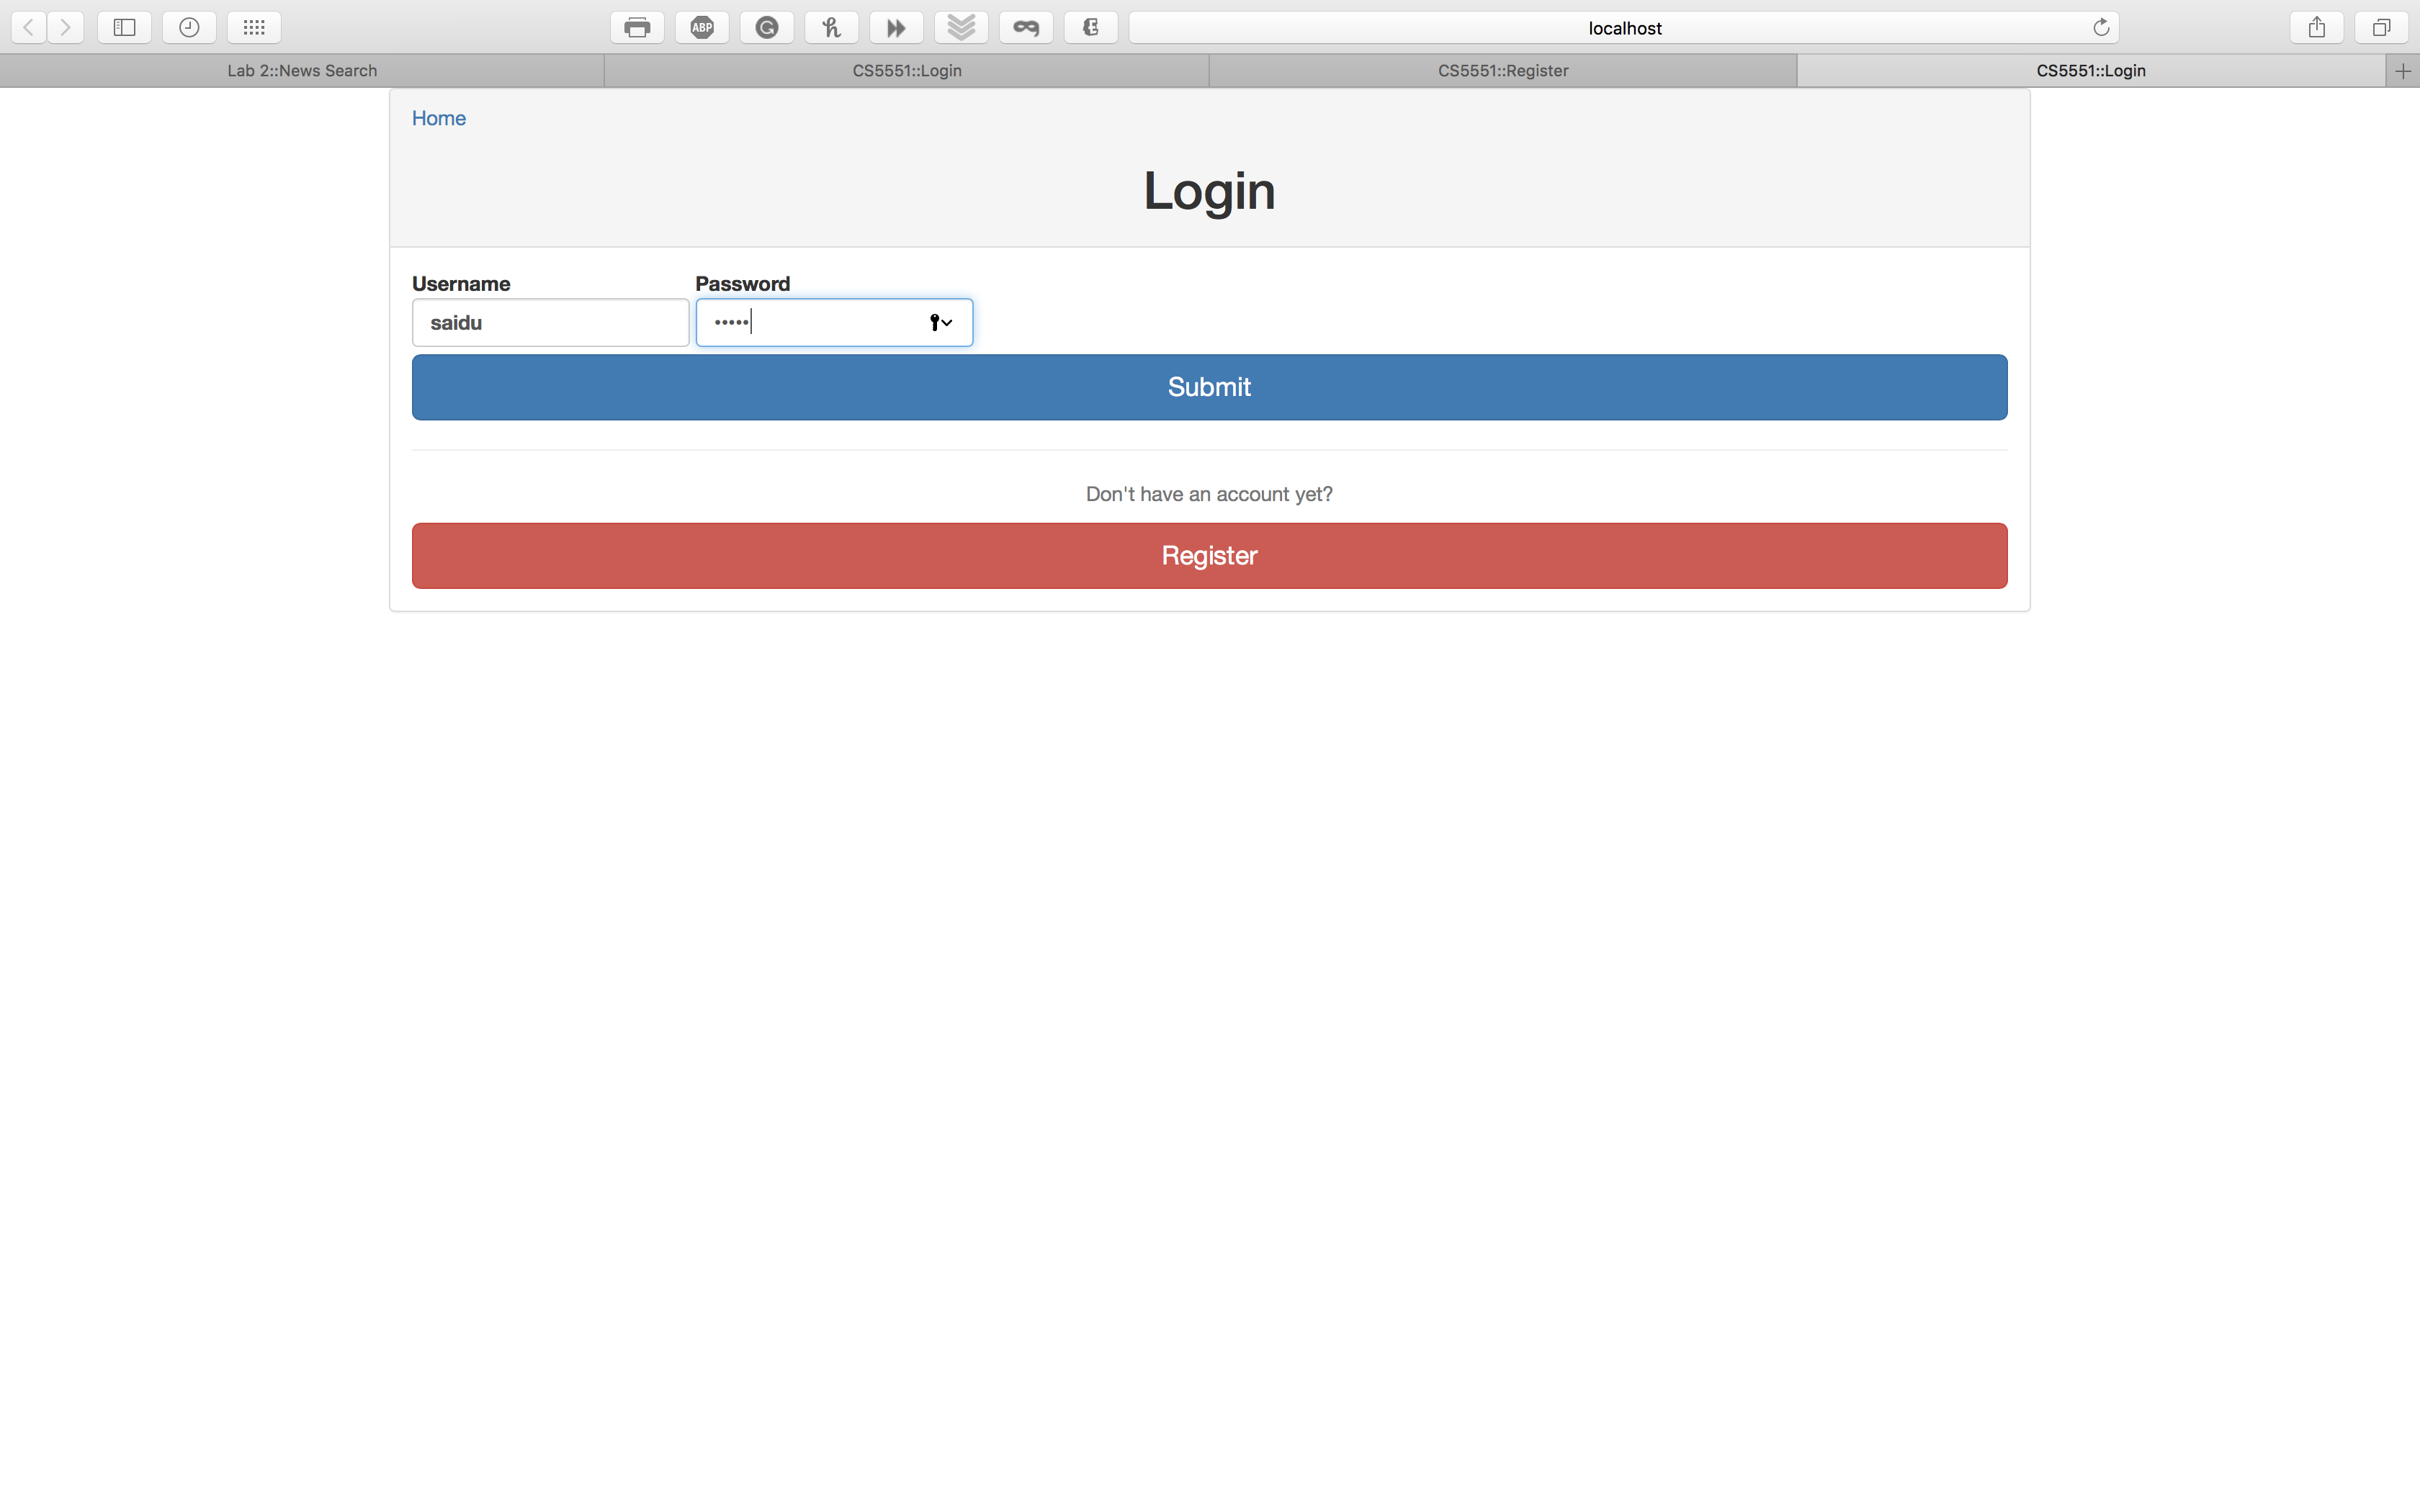 ABP
localhost
Lab 2::News Search
CS5551::Login
CS5551::Register
CS5551::Login
Home
Login
Username
Password
saidu
•••••
Submit
Don't have an account yet?
Register